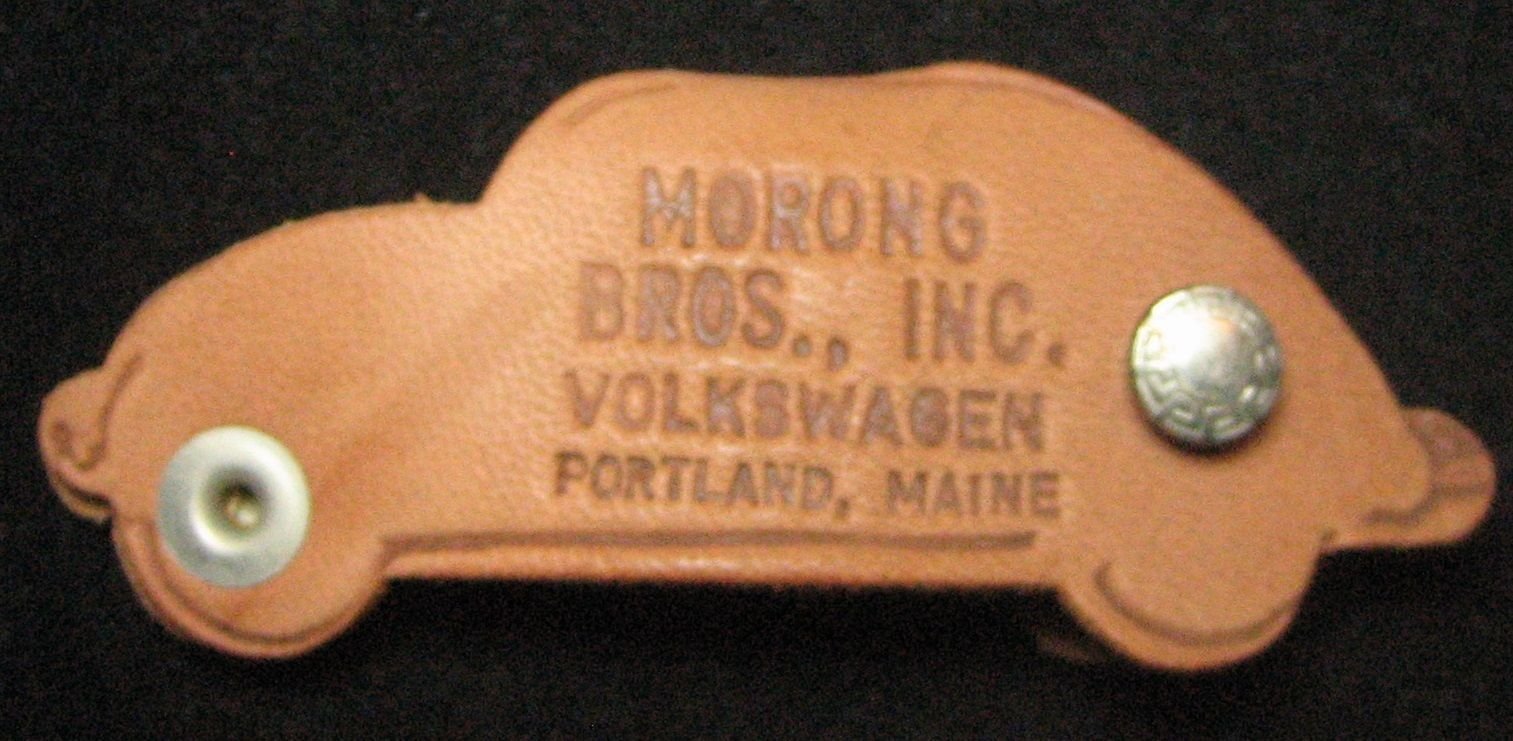 MORONG
BROS., INC.
VOLKSWAGEN
PORTLAND, MAINE